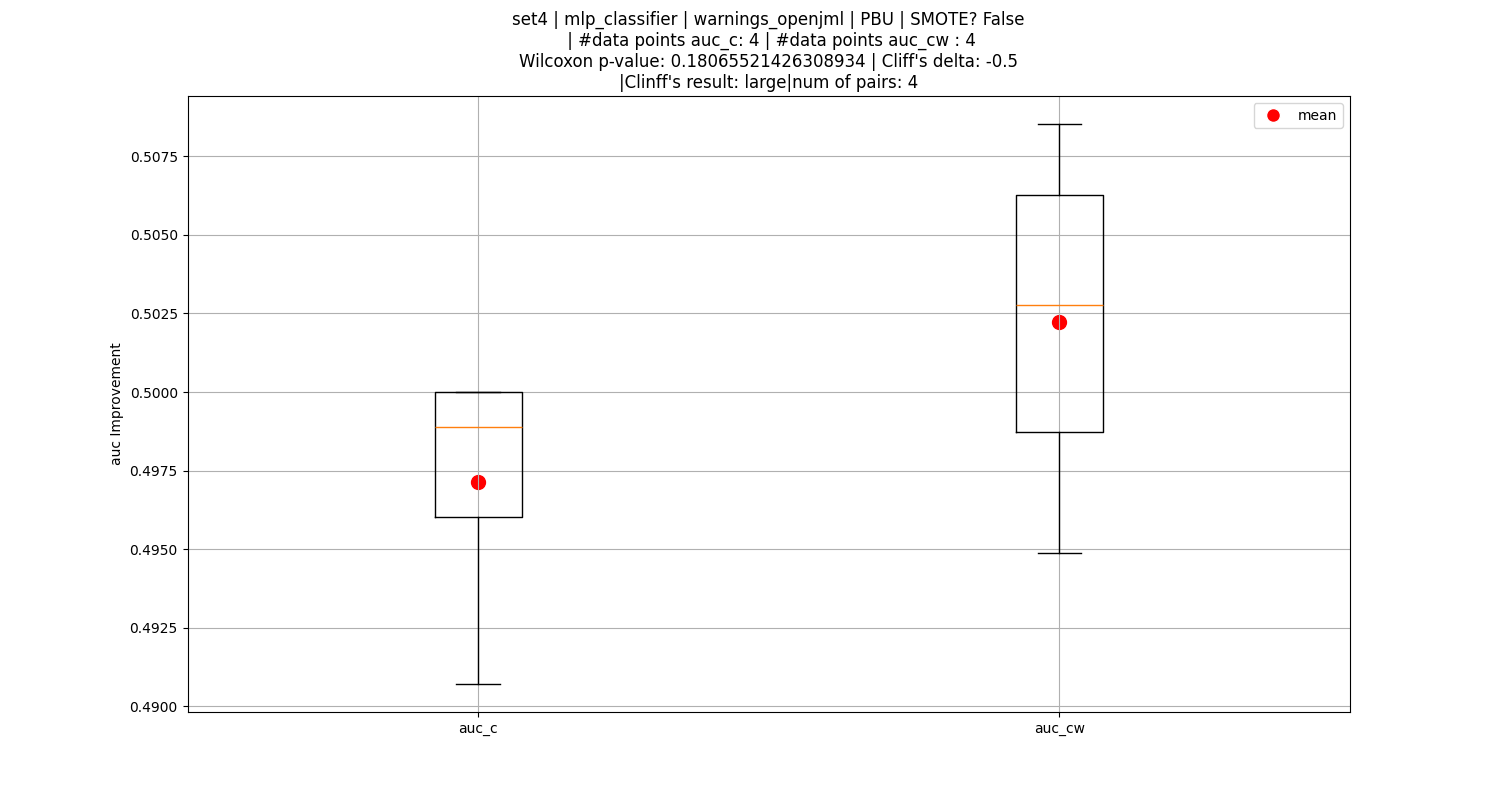 set4 | mlp_classifier | warnings_openjml | PBU | SMOTE? False
| #data points auc_c: 4 | #data points auc_cw : 4
Wilcoxon p-value: 0.18065521426308934 | Cliff's delta: -0.5
|Clinff's result: large|num of pairs: 4
mean
0.5075
0.5050
0.5025
0.5000
0.4975
0.4950
0.4925
0.4900
auc Improvement
auc_c
auc_cw